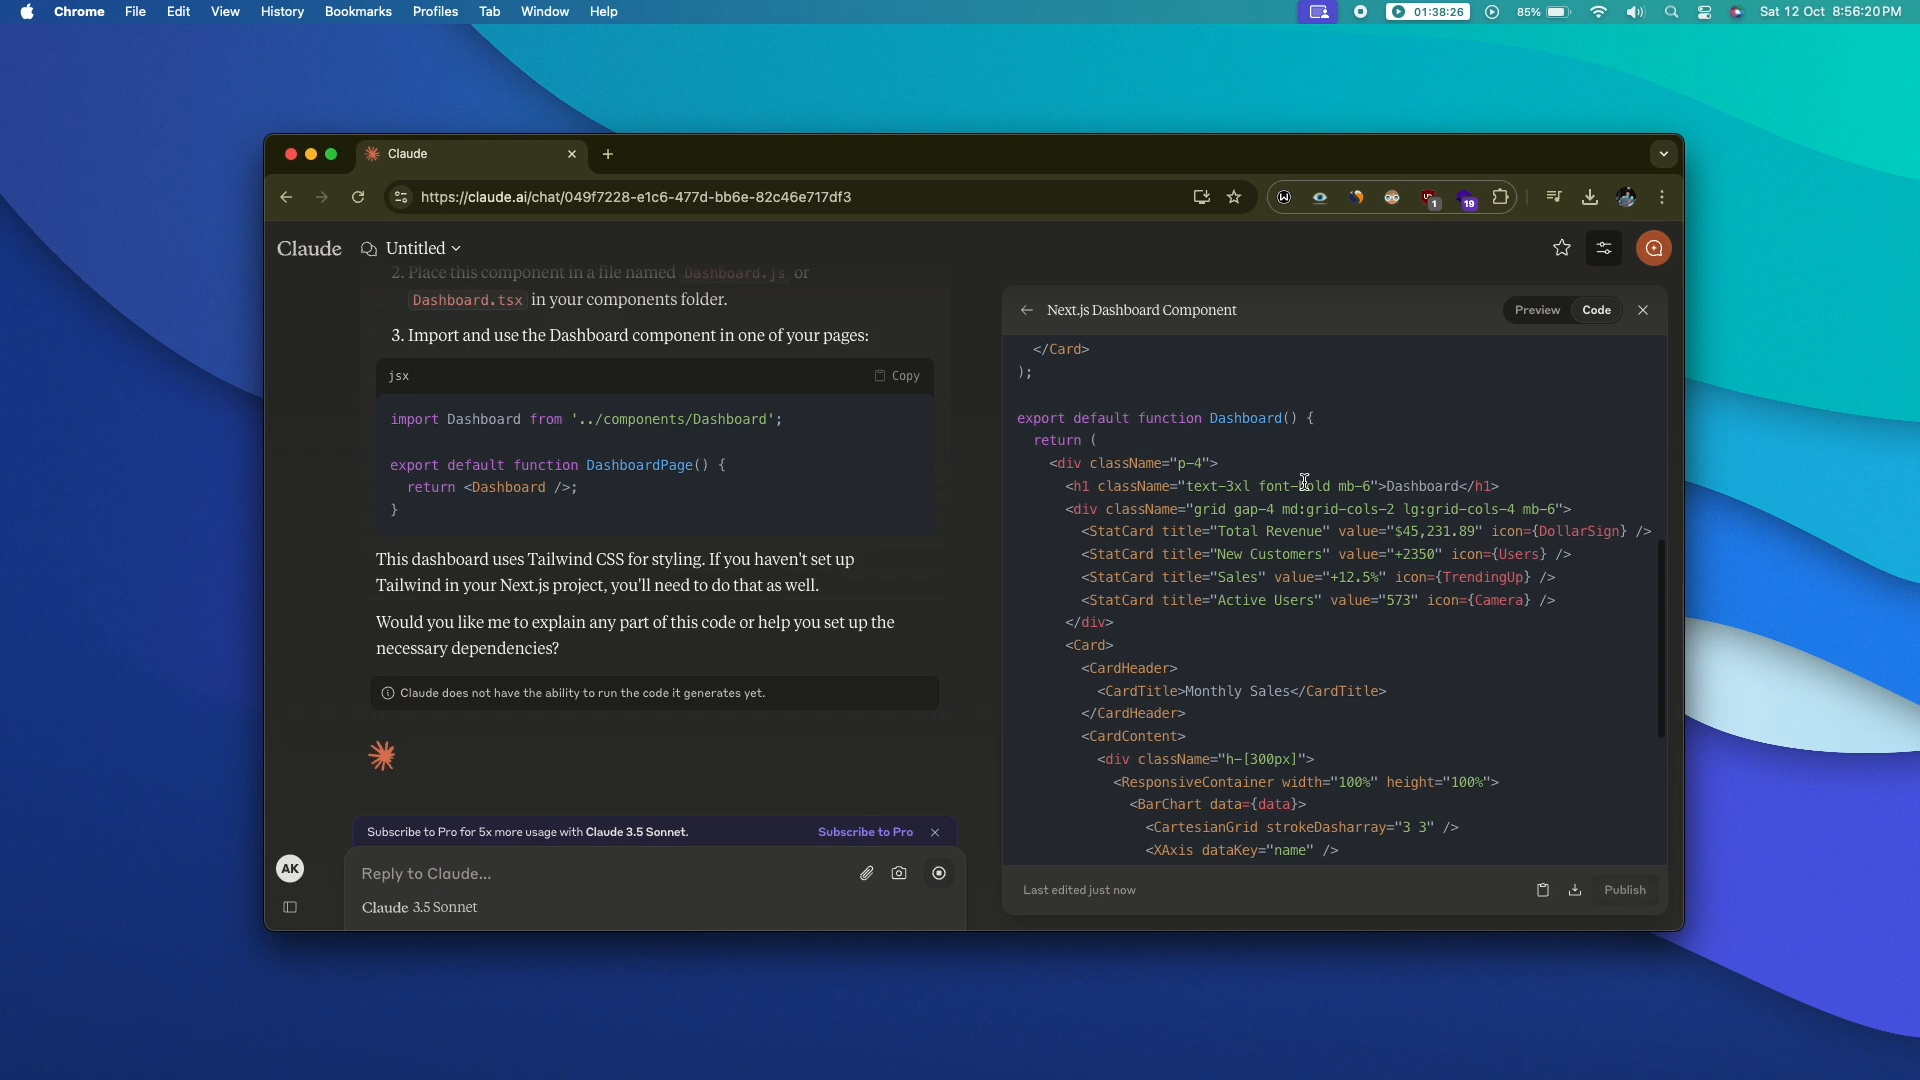 Chrome File Edit View History Bookmarks Profiles Tab Window Help
01:38:26 85% Sat 12 Oct 8:56:20 PM
Claude
https://claude.ai/chat/049f7228-e1c6-477d-bb6e-82c46e717df3
1
19
Claude Untitled
2. Place this component in a file named Dashboard.js or
Dashboard.tsx in your components folder.
3. Import and use the Dashboard component in one of your pages:
jsx
Copy
import Dashboard from '../components/Dashboard';
export default function DashboardPage() {
return <Dashboard />;
}
This dashboard uses Tailwind CSS for styling. If you haven't set up
Tailwind in your Next.js project, you'll need to do that as well.
Would you like me to explain any part of this code or help you set up the
necessary dependencies?
Claude does not have the ability to run the code it generates yet.
Subscribe to Pro for 5x more usage with Claude 3.5 Sonnet. Subscribe to Pro
AK
Reply to Claude...
Claude 3.5 Sonnet
Next.js Dashboard Component
Preview Code
</Card>
);
export default function Dashboard() {
return (
<div className="p-4">
<h1 className="text-3xl font-bold mb-6">Dashboard</h1>
<div className="grid gap-4 md:grid-cols-2 lg:grid-cols-4 mb-6">
<StatCard title="Total Revenue" value="$45,231.89" icon={DollarSign} />
<StatCard title="New Customers" value="+2350" icon={Users} />
<StatCard title="Sales" value="+12.5%" icon={TrendingUp} />
<StatCard title="Active Users" value="573" icon={Camera} />
</div>
<Card>
<CardHeader>
<CardTitle>Monthly Sales</CardTitle>
</CardHeader>
<CardContent>
<div className="h-[300px]">
<ResponsiveContainer width="100%" height="100%">
<BarChart data={data}>
<CartesianGrid strokeDasharray="3 3" />
<XAxis dataKey="name" />
Last edited just now
Publish